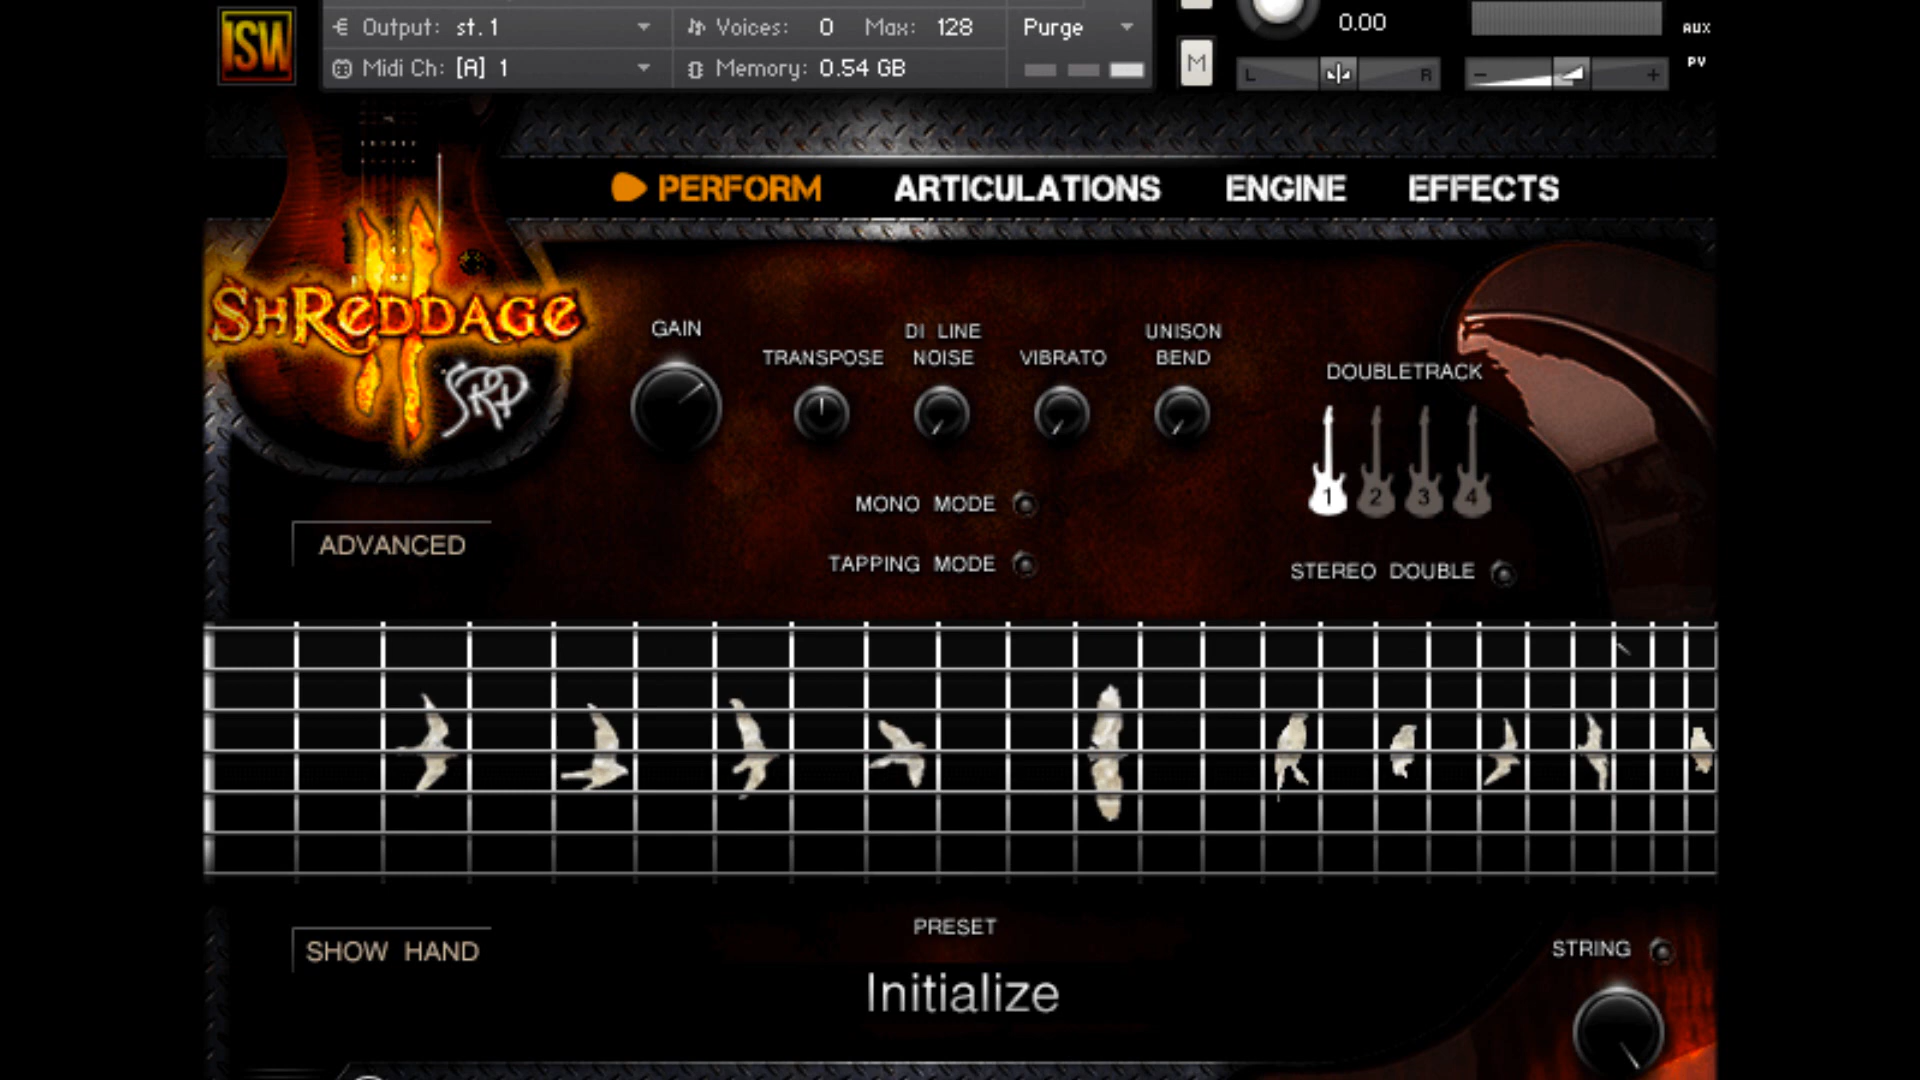 ISW
Output: st.1
Voices: 0 Max: 128
Purge
0.00
AUX
Midi Ch: [A] 1
Memory: 0.54 GB
M
L
R
-
+
PV
PERFORM
ARTICULATIONS
ENGINE
EFFECTS
SHREDDAGE
II
SRP
GAIN
TRANSPOSE
DI LINE
NOISE
VIBRATO
UNISON
BEND
DOUBLETRACK
1
2
3
4
MONO MODE
TAPPING MODE
STEREO DOUBLE
ADVANCED
SHOW HAND
PRESET
Initialize
STRING